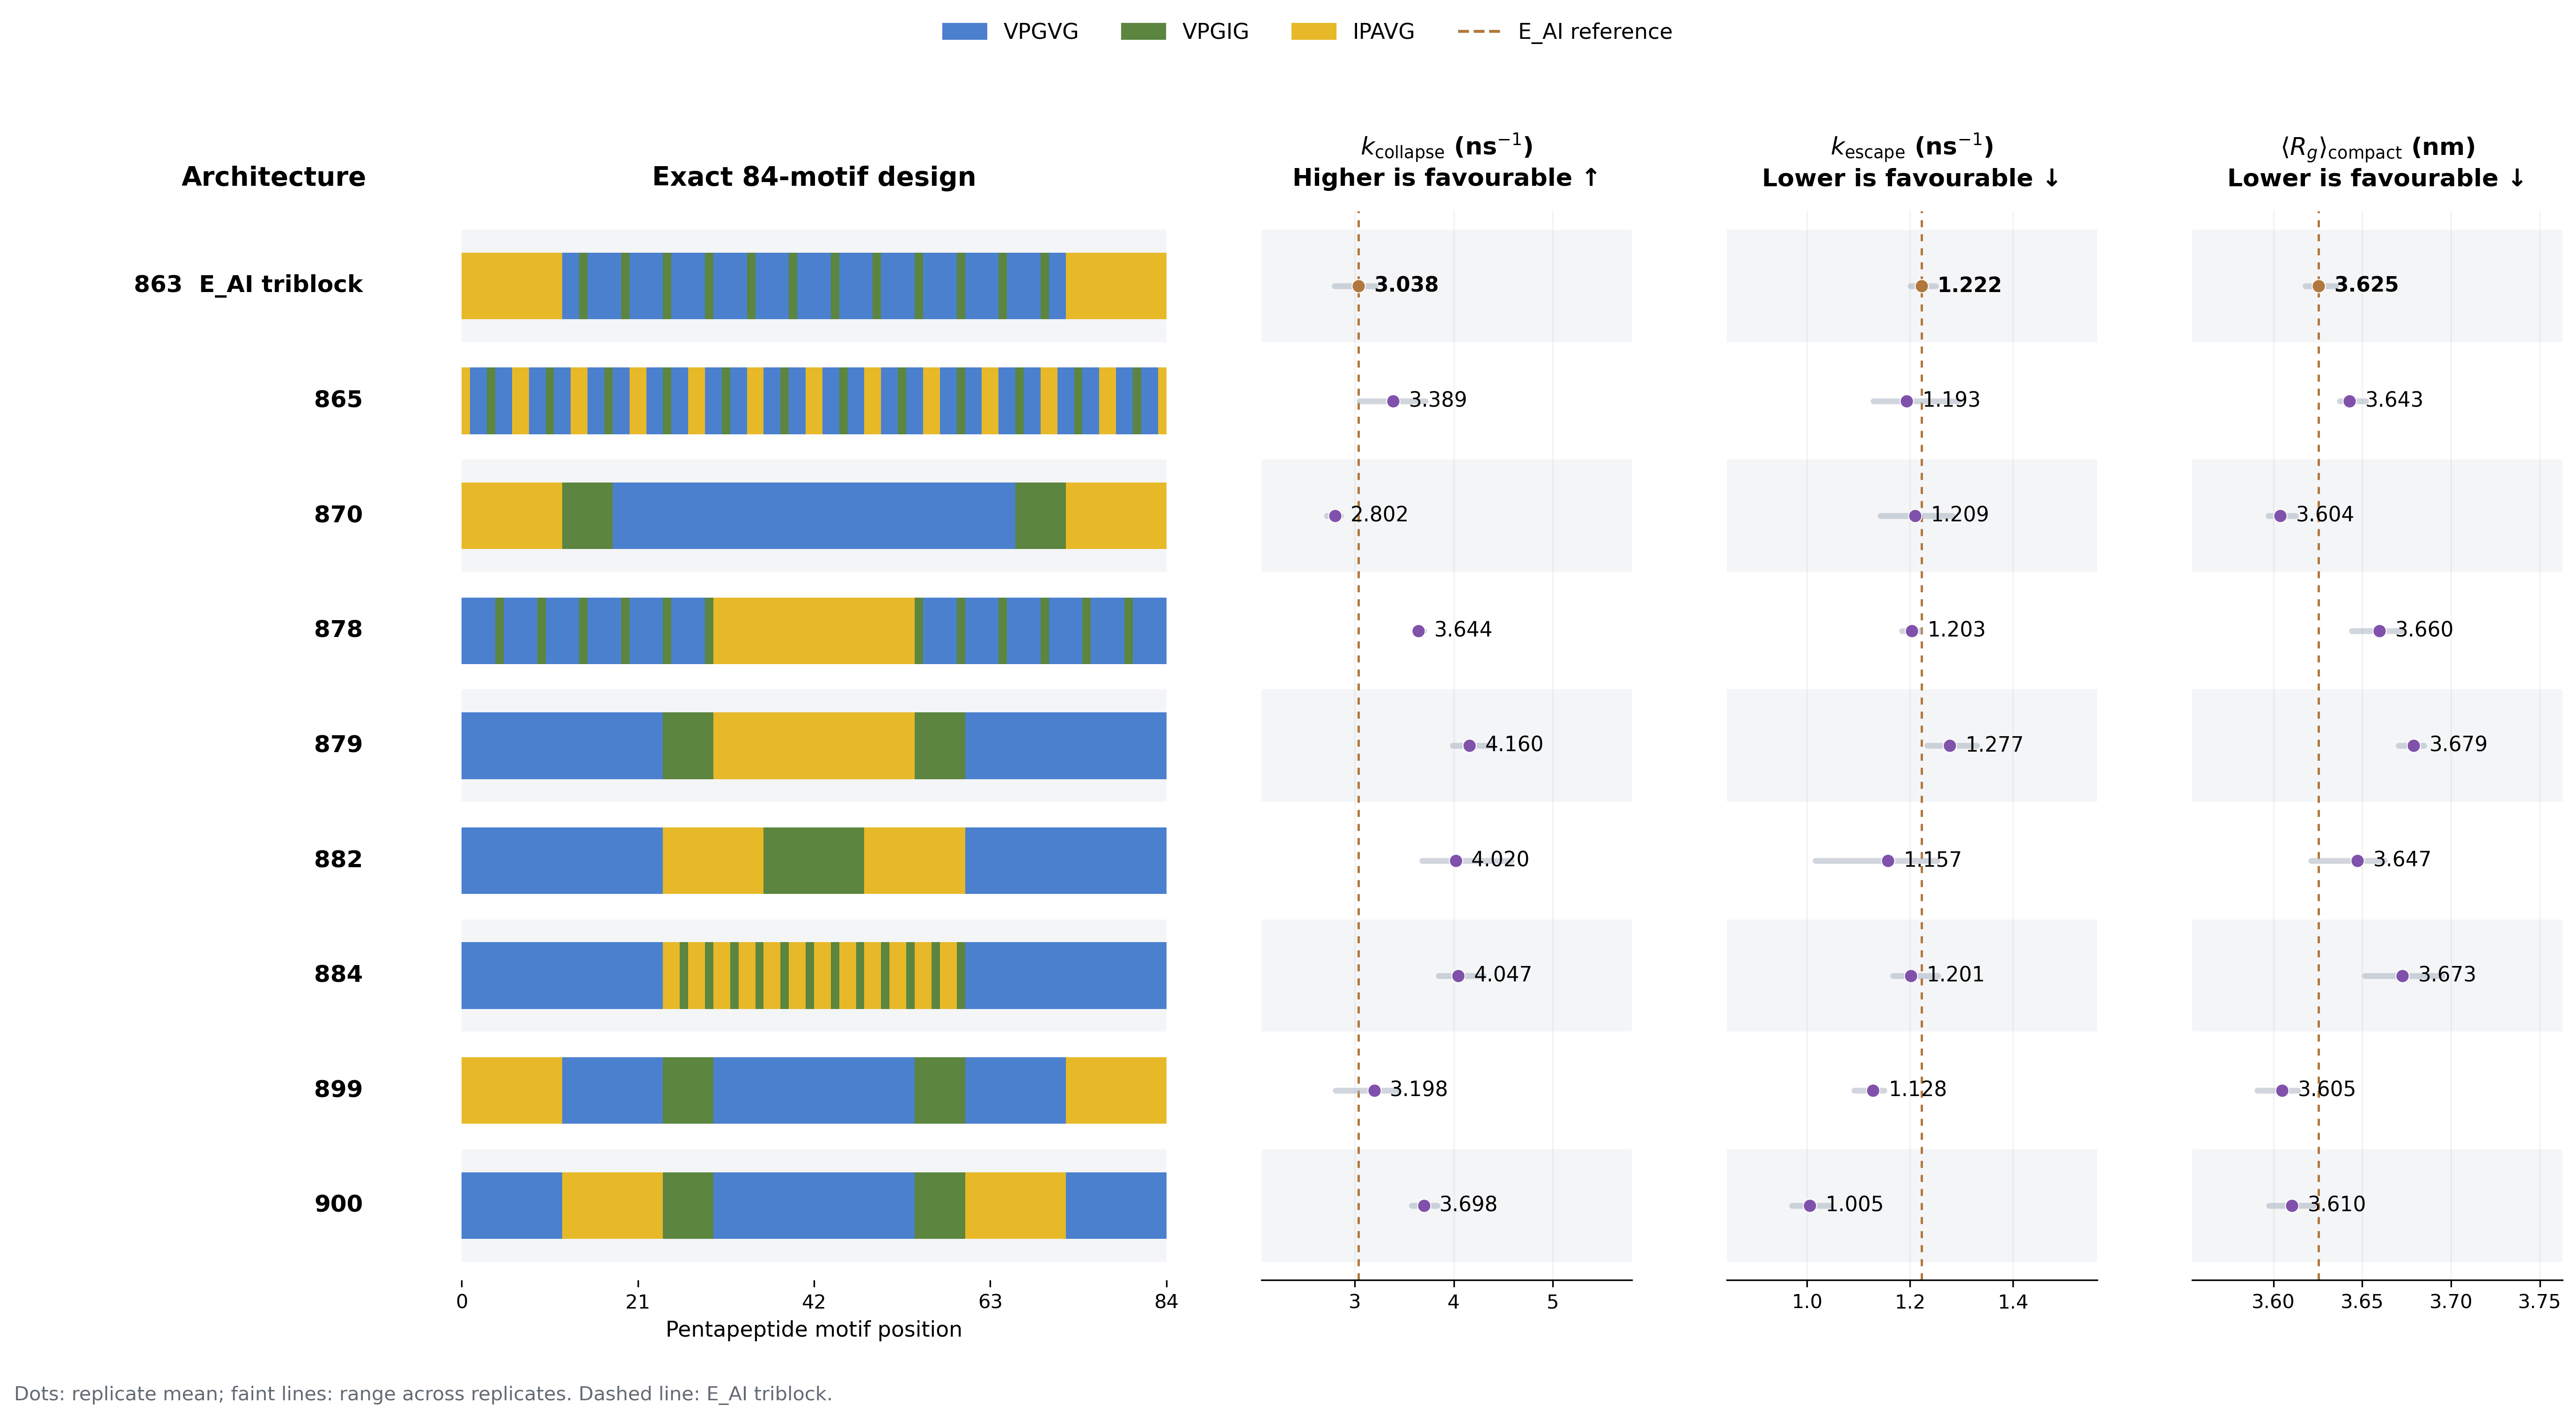 VPGVG VPGIG IPAVG E_AI reference
Architecture
Exact 84-motif design
k_collapse (ns⁻¹)
Higher is favourable ↑
k_escape (ns⁻¹)
Lower is favourable ↓
⟨R_g⟩_compact (nm)
Lower is favourable ↓
863 E_AI triblock 3.038 1.222 3.625
865 3.389 1.193 3.643
870 2.802 1.209 3.604
878 3.644 1.203 3.660
879 4.160 1.277 3.679
882 4.020 1.157 3.647
884 4.047 1.201 3.673
899 3.198 1.128 3.605
900 3.698 1.005 3.610
0 21 42 63 84 3 4 5 1.0 1.2 1.4 3.60 3.65 3.70 3.75
Pentapeptide motif position
Dots: replicate mean; faint lines: range across replicates. Dashed line: E_AI triblock.